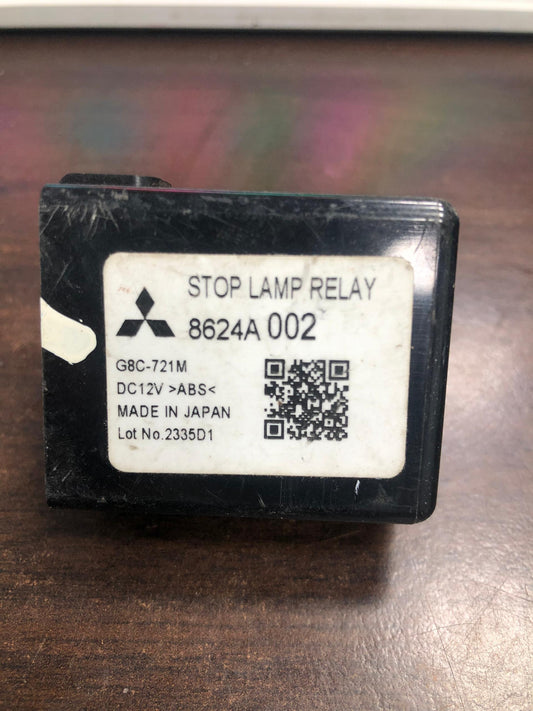 STOP LAMP RELAY
8624A 002
G8C-721M
DC12V >ABS<
MADE IN JAPAN
Lot No.2335D1